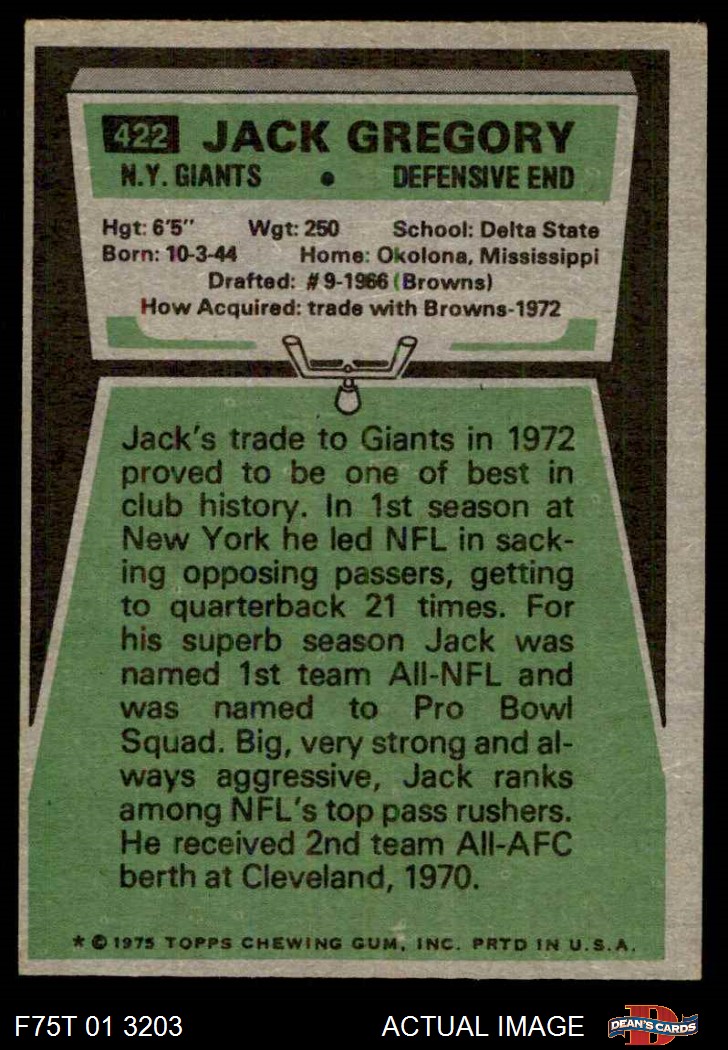 422 JACK GREGORY
N.Y. GIANTS • DEFENSIVE END
Hgt: 6'5" Wgt: 250 School: Delta State
Born: 10-3-44 Home: Okolona, Mississippi
Drafted: #9-1966 (Browns)
How Acquired: trade with Browns-1972
Jack's trade to Giants in 1972
proved to be one of best in
club history. In 1st season at
New York he led NFL in sack-
ing opposing passers, getting
to quarterback 21 times. For
his superb season Jack was
named 1st team All-NFL and
was named to Pro Bowl
Squad. Big, very strong and al-
ways aggressive, Jack ranks
among NFL's top pass rushers.
He received 2nd team All-AFC
berth at Cleveland, 1970.
* © 1975 TOPPS CHEWING GUM, INC. PRTD IN U.S.A.
F75T 01 3203 ACTUAL IMAGE D DEAN'S CARDS